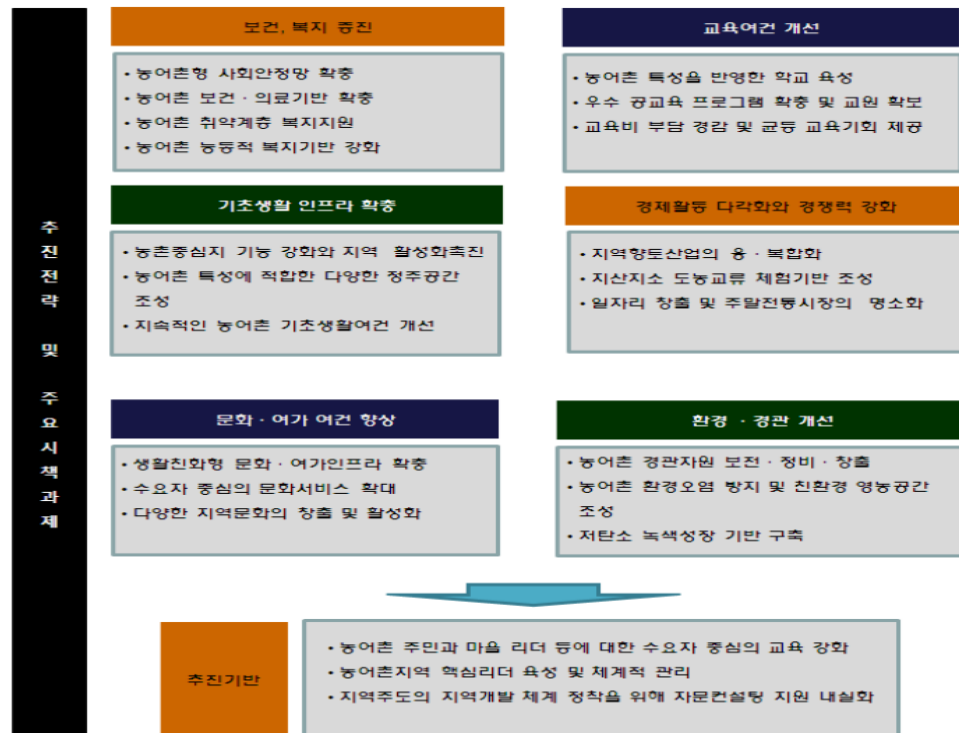 추진전략 및 주요시책과제
보건, 복지 증진
• 농어촌형 사회안정망 확충
• 농어촌 보건 · 의료기반 확충
• 농어촌 취약계층 복지지원
• 농어촌 능동적 복지기반 강화
교육여건 개선
• 농어촌 특성을 반영한 학교 육성
• 우수 공교육 프로그램 확충 및 교원 확보
• 교육비 부담 경감 및 균등 교육기회 제공
기초생활 인프라 확충
• 농촌중심지 기능 강화와 지역 활성화촉진
• 농어촌 특성에 적합한 다양한 정주공간
조성
• 지속적인 농어촌 기초생활여건 개선
경제활동 다각화와 경쟁력 강화
• 지역향토산업의 융 · 복합화
• 지산지소 도농교류 체험기반 조성
• 일자리 창출 및 주말전통시장의 명소화
문화 · 여가 여건 향상
• 생활친화형 문화 · 여가인프라 확충
• 수요자 중심의 문화서비스 확대
• 다양한 지역문화의 창출 및 활성화
환경 · 경관 개선
• 농어촌 경관자원 보전 · 정비 · 창출
• 농어촌 환경오염 방지 및 친환경 영농공간
조성
• 저탄소 녹색성장 기반 구축
추진기반
• 농어촌 주민과 마을 리더 등에 대한 수요자 중심의 교육 강화
• 농어촌지역 핵심리더 육성 및 체계적 관리
• 지역주도의 지역개발 체계 정착을 위해 자문컨설팅 지원 내실화